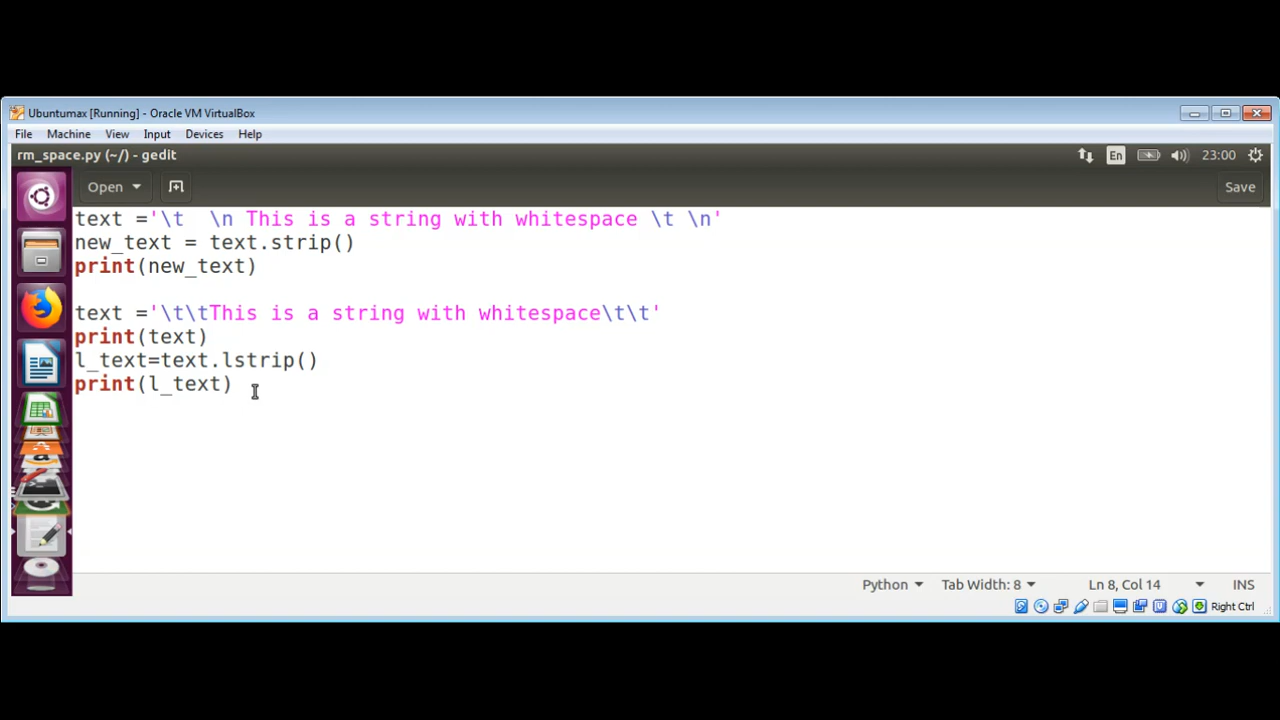 Ubuntumax [Running] - Oracle VM VirtualBox
File Machine View Input Devices Help
rm_space.py (~/) - gedit En 23:00
Open Save
text ='\t  \n This is a string with whitespace \t \n'
new_text = text.strip()
print(new_text)
text ='\t\tThis is a string with whitespace\t\t'
print(text)
l_text=text.lstrip()
print(l_text)
Python Tab Width: 8 Ln 8, Col 14 INS
Right Ctrl